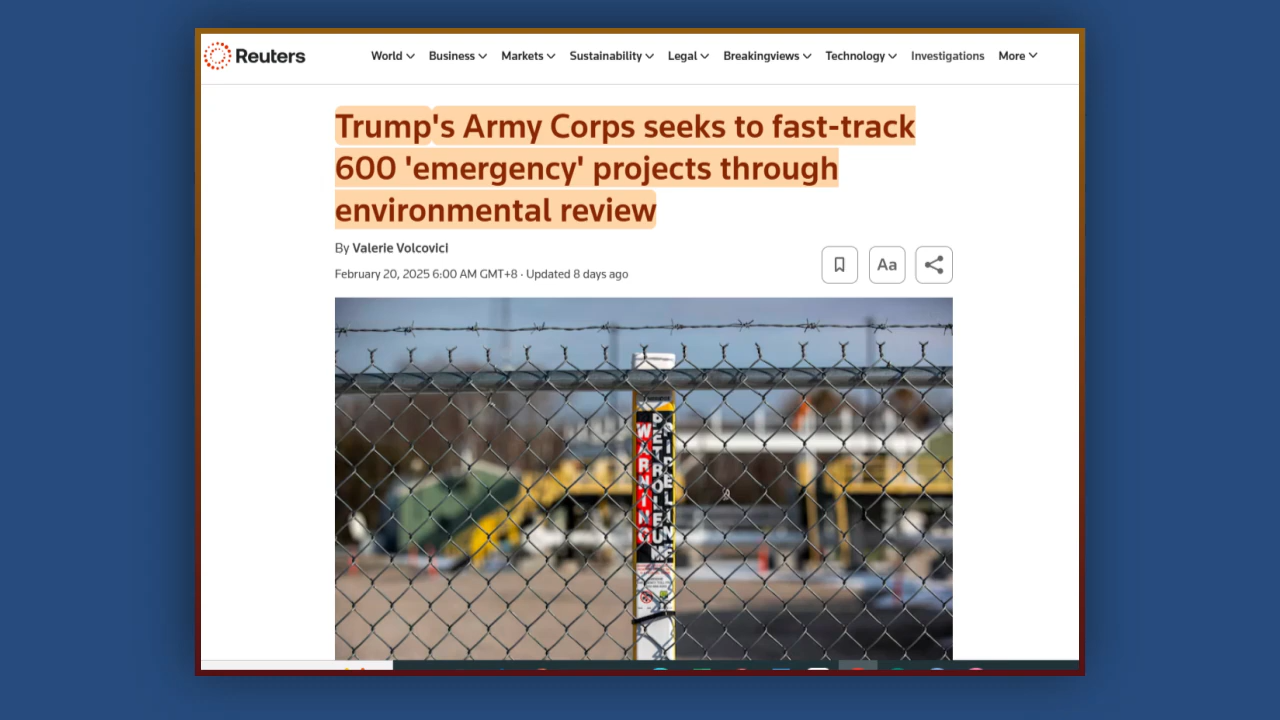 Reuters
World Business Markets Sustainability Legal Breakingviews Technology Investigations More
Trump's Army Corps seeks to fast-track
600 'emergency' projects through
environmental review
By Valerie Volcovici
February 20, 2025 6:00 AM GMT+8 · Updated 8 days ago
Aa
WARNING
PETROLEUM
PIPELINE